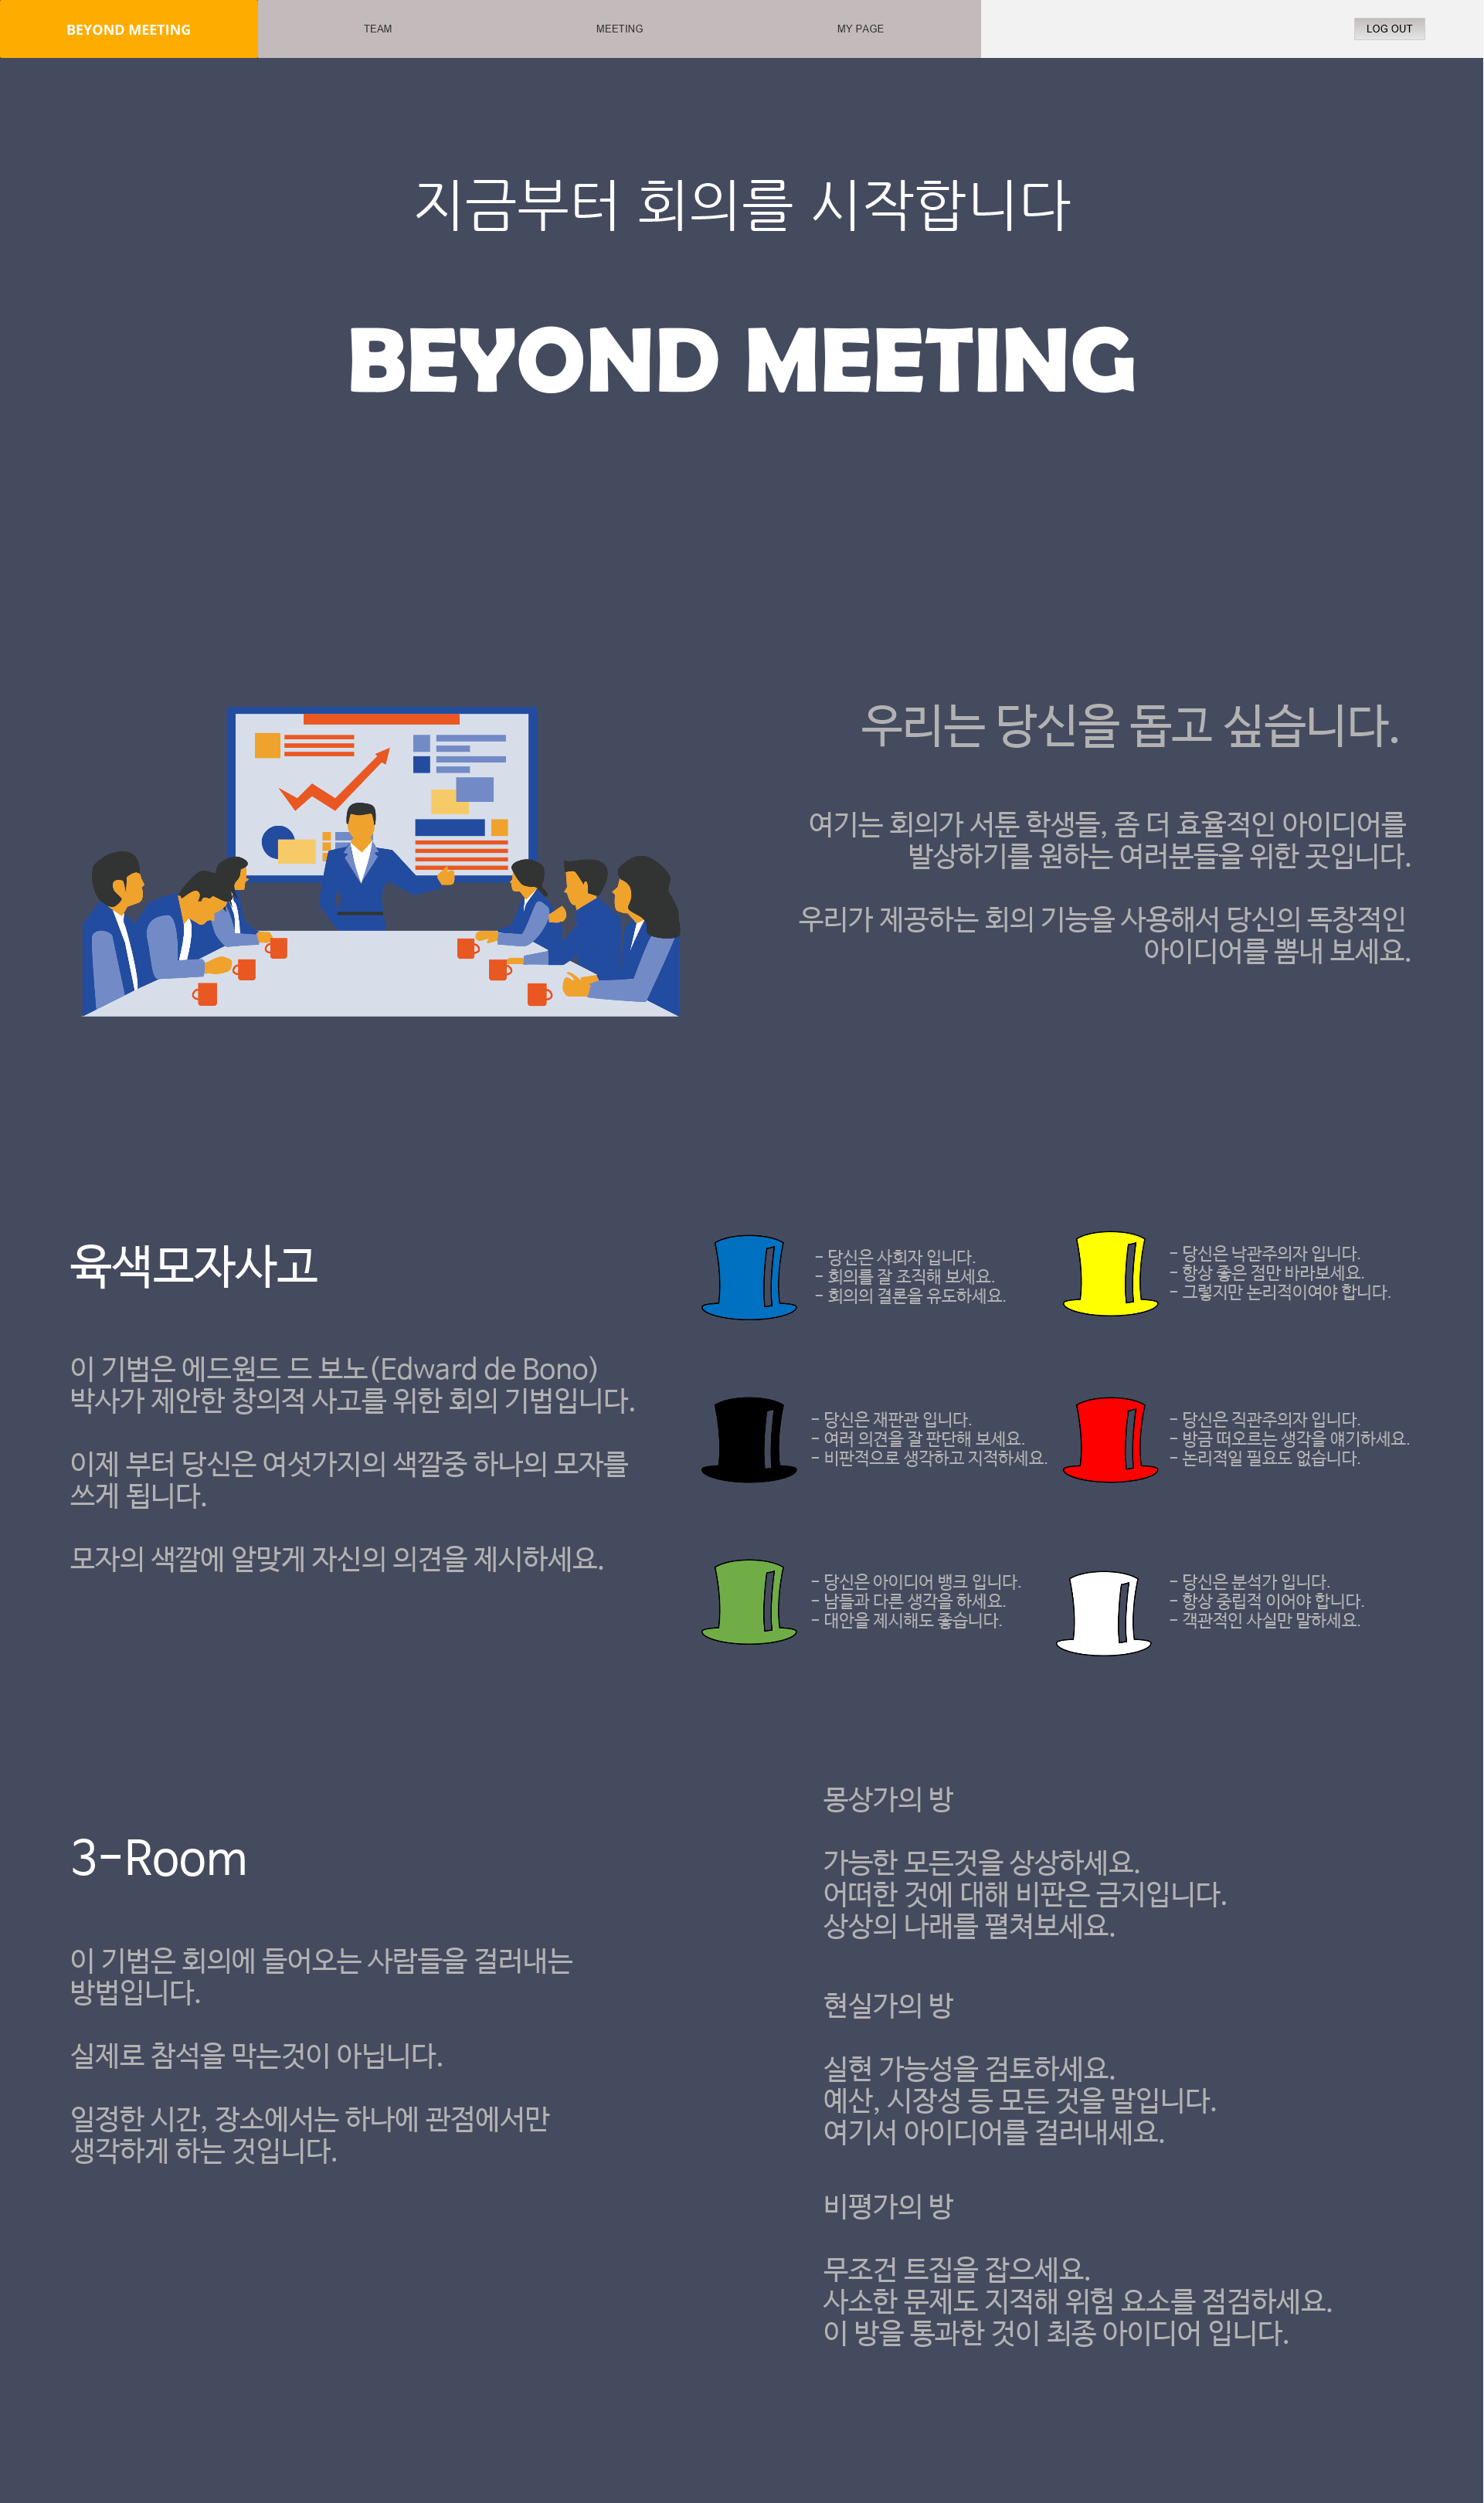 BEYOND MEETING
TEAM
MEETING
MY PAGE
LOG OUT
지금부터 회의를 시작합니다
BEYOND MEETING
우리는 당신을 돕고 싶습니다.
여기는 회의가 서툰 학생들, 좀 더 효율적인 아이디어를
발상하기를 원하는 여러분들을 위한 곳입니다.
우리가 제공하는 회의 기능을 사용해서 당신의 독창적인
아이디어를 뽐내 보세요.
육색모자사고
이 기법은 에드워드 드 보노(Edward de Bono)
박사가 제안한 창의적 사고를 위한 회의 기법입니다.
이제 부터 당신은 여섯가지의 색깔중 하나의 모자를
쓰게 됩니다.
모자의 색깔에 알맞게 자신의 의견을 제시하세요.
- 당신은 사회자 입니다.
- 회의를 잘 조직해 보세요.
- 회의의 결론을 유도하세요.
- 당신은 낙관주의자 입니다.
- 항상 좋은 점만 바라보세요.
- 그렇지만 논리적이여야 합니다.
- 당신은 재판관 입니다.
- 여러 의견을 잘 판단해 보세요.
- 비판적으로 생각하고 지적하세요.
- 당신은 직관주의자 입니다.
- 방금 떠오르는 생각을 얘기하세요.
- 논리적일 필요도 없습니다.
- 당신은 아이디어 뱅크 입니다.
- 남들과 다른 생각을 하세요.
- 대안을 제시해도 좋습니다.
- 당신은 분석가 입니다.
- 항상 중립적 이어야 합니다.
- 객관적인 사실만 말하세요.
3-Room
이 기법은 회의에 들어오는 사람들을 걸러내는
방법입니다.
실제로 참석을 막는것이 아닙니다.
일정한 시간, 장소에서는 하나에 관점에서만
생각하게 하는 것입니다.
몽상가의 방
가능한 모든것을 상상하세요.
어떠한 것에 대해 비판은 금지입니다.
상상의 나래를 펼쳐보세요.
현실가의 방
실현 가능성을 검토하세요.
예산, 시장성 등 모든 것을 말입니다.
여기서 아이디어를 걸러내세요.
비평가의 방
무조건 트집을 잡으세요.
사소한 문제도 지적해 위험 요소를 점검하세요.
이 방을 통과한 것이 최종 아이디어 입니다.